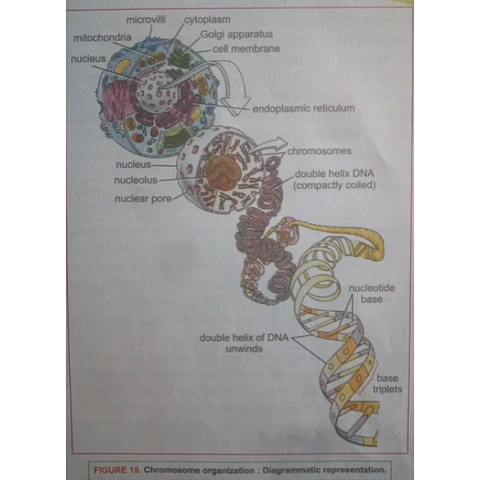 microvilli
cytoplasm
mitochondria
Golgi apparatus
nucleus
cell membrane
endoplasmic reticulum
chromosomes
nucleus
nucleolus
double helix DNA
(compactly coiled)
nuclear pore
nucleotide
base
double helix of DNA
unwinds
base
triplets
FIGURE 19. Chromosome organization : Diagrammatic representation.